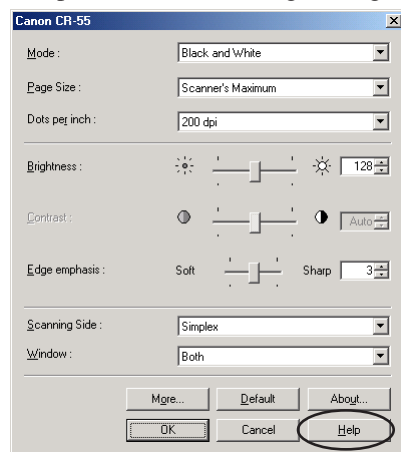 Canon CR-55
Mode : Black and White
Page Size : Scanner's Maximum
Dots per inch : 200 dpi
Brightness : 128
Contrast : Auto
Edge emphasis : Soft Sharp 3
Scanning Side : Simplex
Window : Both
More... Default About...
OK Cancel Help